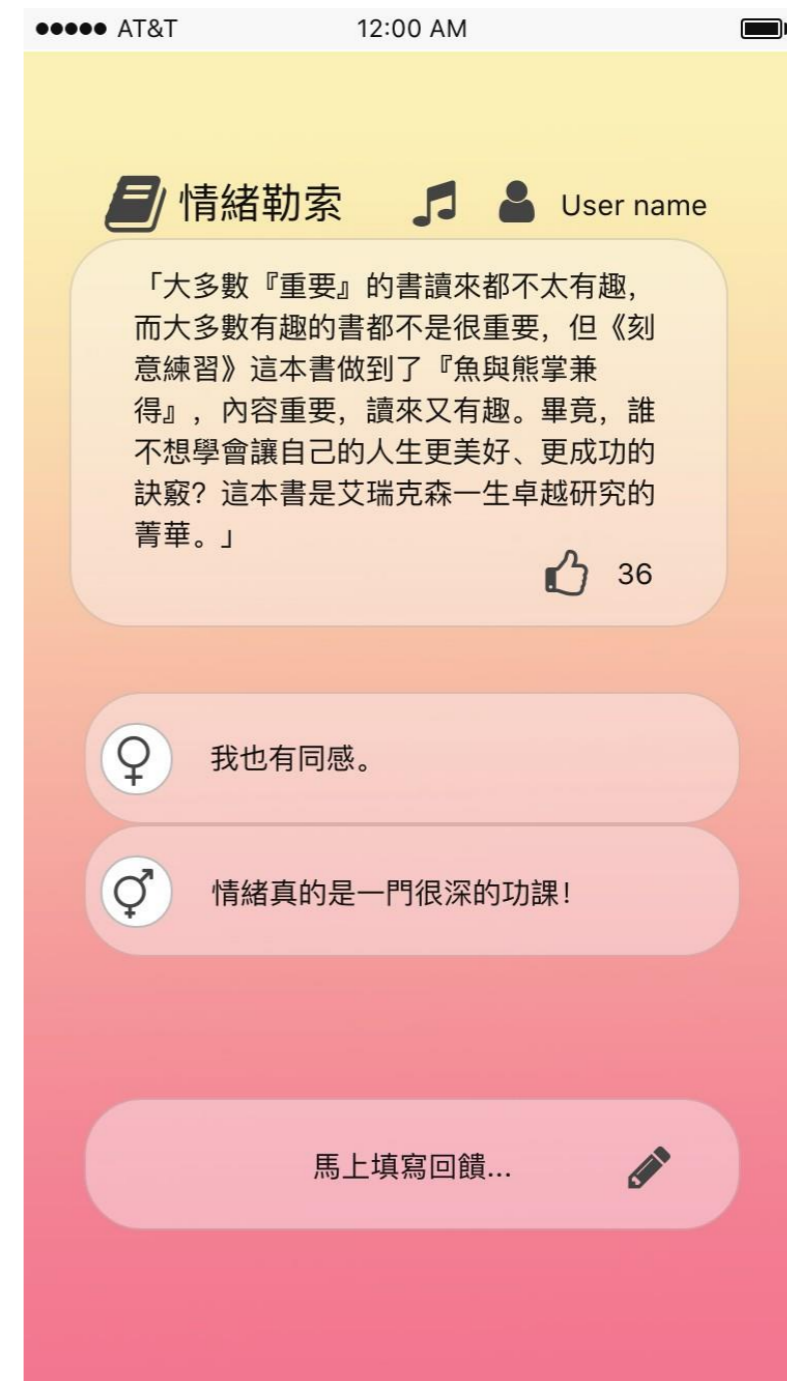 AT&T 12:00 AM
情緒勒索 User name
「大多數『重要』的書讀來都不太有趣，
而大多數有趣的書都不是很重要，但《刻
意練習》這本書做到了『魚與熊掌兼
得』，內容重要，讀來又有趣。畢竟，誰
不想學會讓自己的人生更美好、更成功的
訣竅？這本書是艾瑞克森一生卓越研究的
菁華。」
36
我也有同感。
情緒真的是一門很深的功課！
馬上填寫回饋...